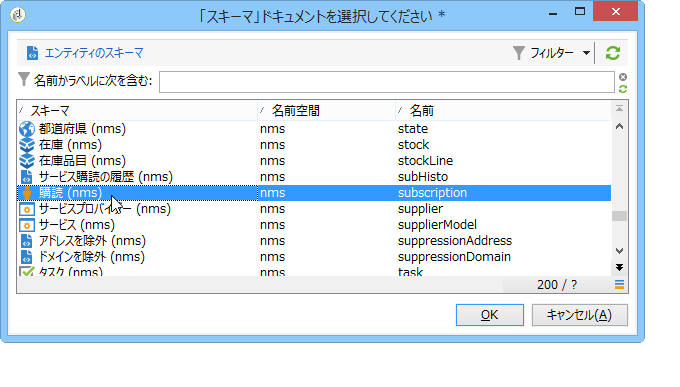 「スキーマ」ドキュメントを選択してください *
エンティティのスキーマ フィルター
名前かラベルに次を含む:
スキーマ 名前空間 名前
都道府県 (nms) nms state
在庫 (nms) nms stock
在庫品目 (nms) nms stockLine
サービス購読の履歴 (nms) nms subHisto
購読 (nms) nms subscription
サービスプロバイダー (nms) nms supplier
サービス (nms) nms supplierModel
アドレスを除外 (nms) nms suppressionAddress
ドメインを除外 (nms) nms suppressionDomain
タスク (nms) nms task
200 / ?
OK キャンセル(A)